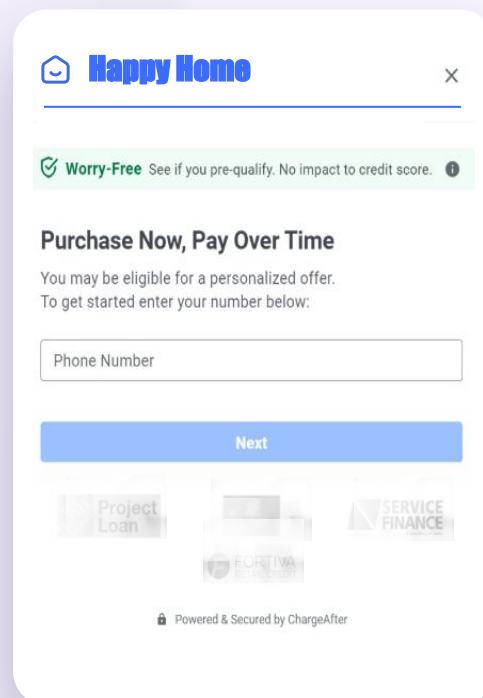 Happy Home
Worry-Free See if you pre-qualify. No impact to credit score.
Purchase Now, Pay Over Time
You may be eligible for a personalized offer.
To get started enter your number below:
Phone Number
Next
Project
Loan
SERVICE
FINANCE
FORTIVA
Powered & Secured by ChargeAfter